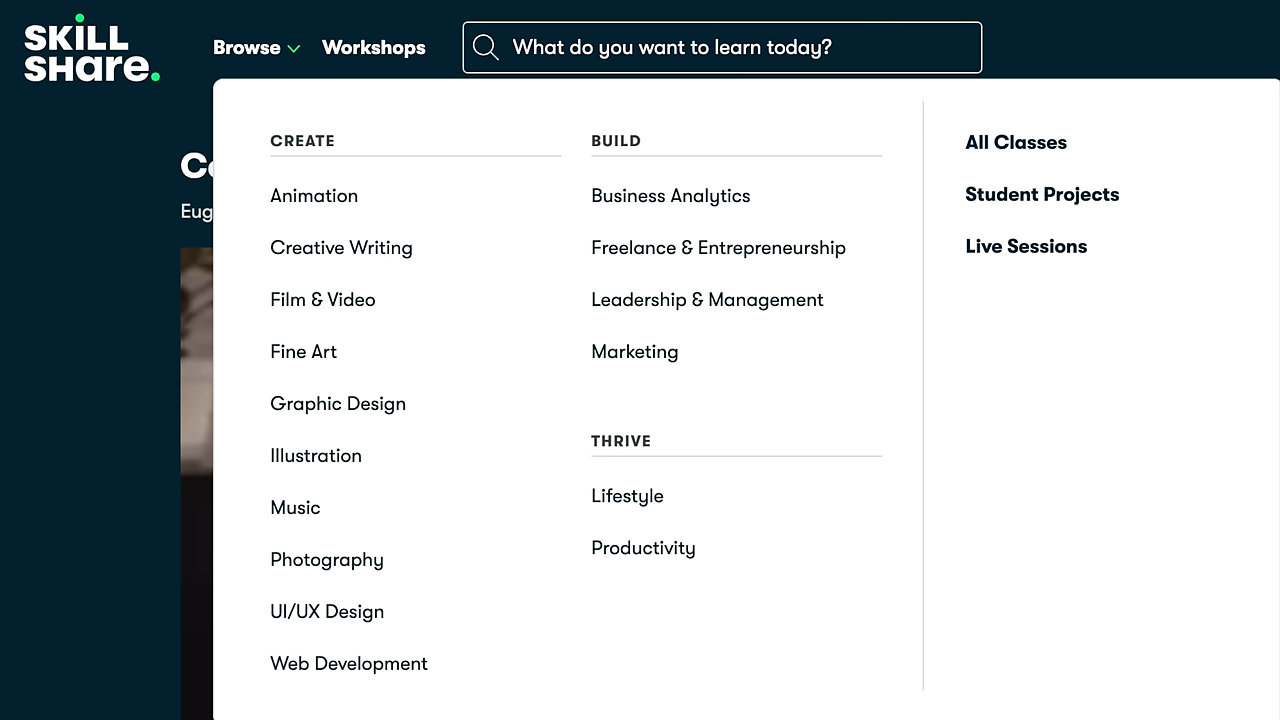 SKiLL
SHare.
Browse
Workshops
What do you want to learn today?
Eug
CREATE
Animation
Creative Writing
Film & Video
Fine Art
Graphic Design
Illustration
Music
Photography
UI/UX Design
Web Development
BUILD
Business Analytics
Freelance & Entrepreneurship
Leadership & Management
Marketing
THRIVE
Lifestyle
Productivity
All Classes
Student Projects
Live Sessions